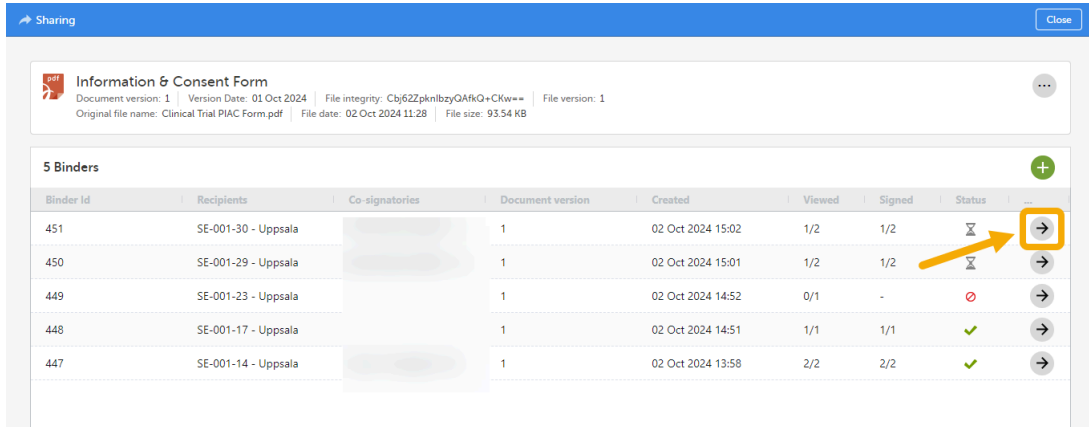 Sharing Close
pdf
Information & Consent Form
Document version: 1 Version Date: 01 Oct 2024 File integrity: Cbj62ZpknIbzyQAfkQ+CKw== File version: 1
Original file name: Clinical Trial PIAC Form.pdf File date: 02 Oct 2024 11:28 File size: 93.54 KB
5 Binders
Binder Id Recipients Co-signatories Document version Created Viewed Signed Status ...
451 SE-001-30 - Uppsala 1 02 Oct 2024 15:02 1/2 1/2
450 SE-001-29 - Uppsala 1 02 Oct 2024 15:01 1/2 1/2
449 SE-001-23 - Uppsala 1 02 Oct 2024 14:52 0/1 -
448 SE-001-17 - Uppsala 1 02 Oct 2024 14:51 1/1 1/1
447 SE-001-14 - Uppsala 1 02 Oct 2024 13:58 2/2 2/2